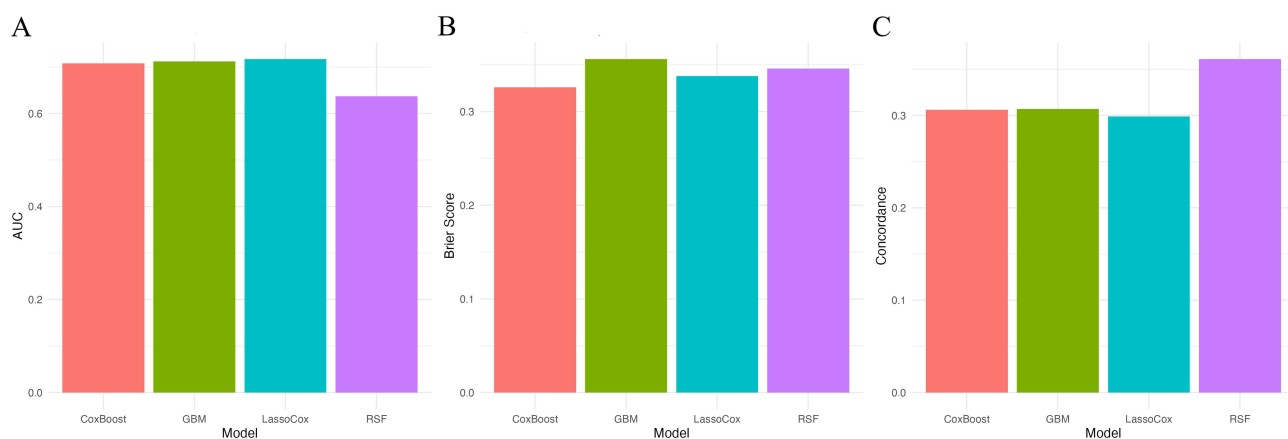 A
AUC
0.6
0.4
0.2
0.0
CoxBoost GBM LassoCox RSF
Model
B
Brier Score
0.3
0.2
0.1
0.0
CoxBoost GBM LassoCox RSF
Model
C
Concordance
0.3
0.2
0.1
0.0
CoxBoost GBM LassoCox RSF
Model